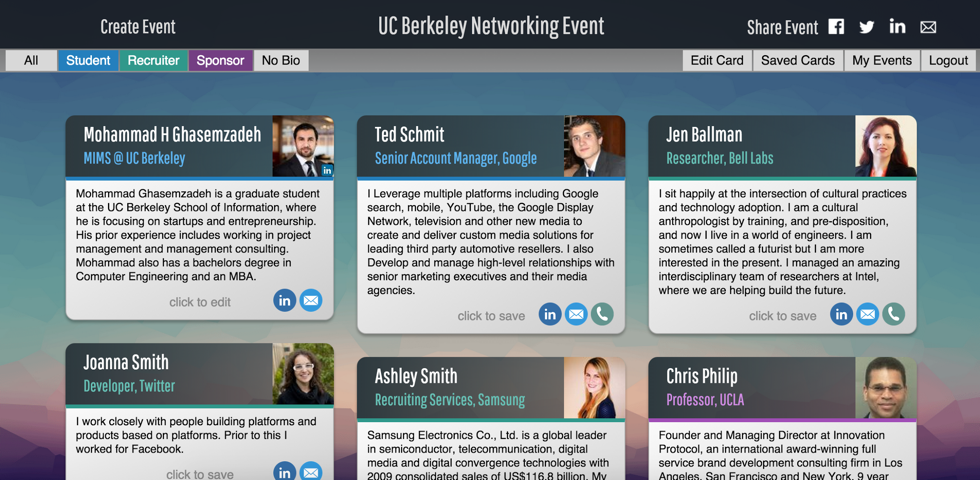 Create Event
UC Berkeley Networking Event
Share Event
in
All
Student
Recruiter
Sponsor
No Bio
Edit Card
Saved Cards
My Events
Logout
Mohammad H Ghasemzadeh
MIMS @ UC Berkeley
in
Mohammad Ghasemzadeh is a graduate student
at the UC Berkeley School of Information, where
he is focusing on startups and entrepreneurship.
His prior experience includes working in project
management and management consulting.
Mohammad also has a bachelors degree in
Computer Engineering and an MBA.
click to edit
in
Ted Schmit
Senior Account Manager, Google
I Leverage multiple platforms including Google
search, mobile, YouTube, the Google Display
Network, television and other new media to
create and deliver custom media solutions for
leading third party automotive resellers. I also
Develop and manage high-level relationships with
senior marketing executives and their media
agencies.
click to save
in
Jen Ballman
Researcher, Bell Labs
I sit happily at the intersection of cultural practices
and technology adoption. I am a cultural
anthropologist by training, and pre-disposition,
and now I live in a world of engineers. I am
sometimes called a futurist but I am more
interested in the present. I managed an amazing
interdisciplinary team of researchers at Intel,
where we are helping build the future.
click to save
in
Joanna Smith
Developer, Twitter
I work closely with people building platforms and
products based on platforms. Prior to this I
worked for Facebook.
click to save
in
Ashley Smith
Recruiting Services, Samsung
Samsung Electronics Co., Ltd. is a global leader
in semiconductor, telecommunication, digital
media and digital convergence technologies with
2009 consolidated sales of US$116.8 billion. My
Chris Philip
Professor, UCLA
Founder and Managing Director at Innovation
Protocol, an international award-winning full
service brand development consulting firm in Los
Angeles, San Francisco and New York. 9 year